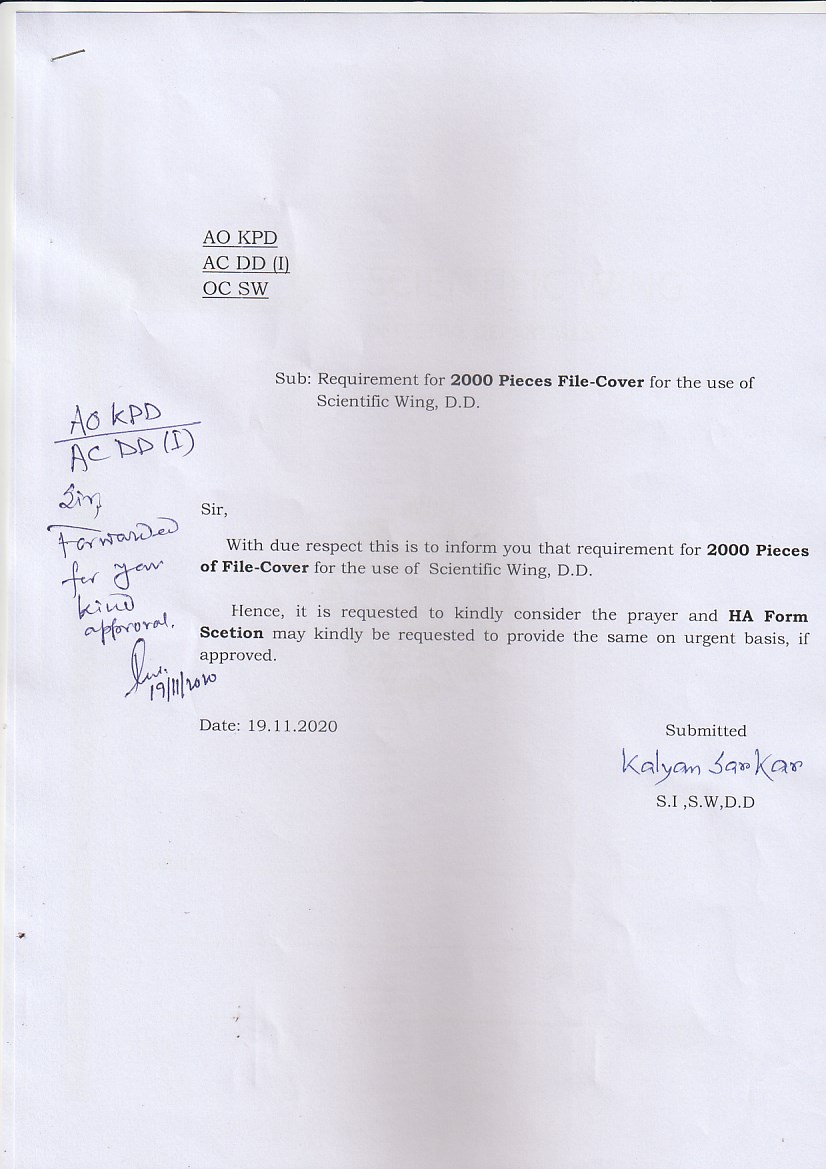 AO KPD
AC DD (I)
OC SW
Sub: Requirement for 2000 Pieces File-Cover for the use of
Scientific Wing, D.D.
AO KPD
AC DD (I)
Sir,
Forwarded
for your
kind
approval.
19/11/2020
Sir,
With due respect this is to inform you that requirement for 2000 Pieces
of File-Cover for the use of Scientific Wing, D.D.
Hence, it is requested to kindly consider the prayer and HA Form
Scetion may kindly be requested to provide the same on urgent basis, if
approved.
Date: 19.11.2020
Submitted
Kalyan Sarkar
S.I ,S.W,D.D